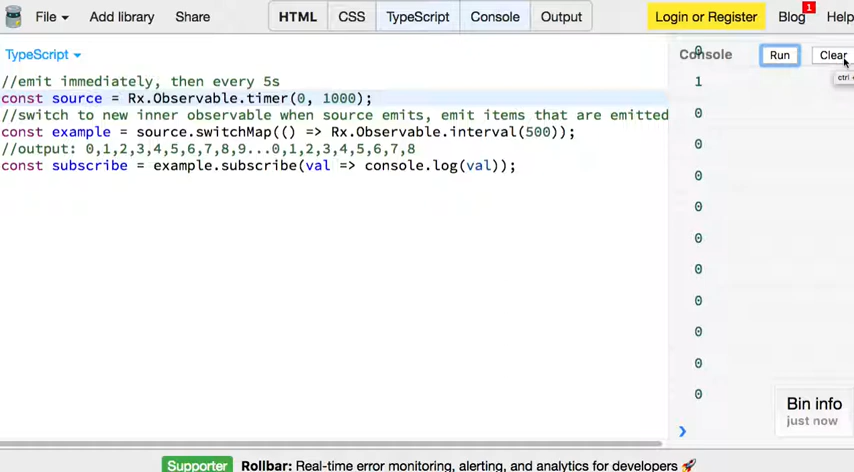 File
Add library
Share
HTML
CSS
TypeScript
Console
Output
Login or Register
Blog
1
Help
TypeScript
//emit immediately, then every 5s
const source = Rx.Observable.timer(0, 1000);
//switch to new inner observable when source emits, emit items that are emitted
const example = source.switchMap(() => Rx.Observable.interval(500));
//output: 0,1,2,3,4,5,6,7,8,9...0,1,2,3,4,5,6,7,8
const subscribe = example.subscribe(val => console.log(val));
Console
Run
Clear
ctrl
0
1
0
0
0
0
0
0
0
0
0
0
Bin info
just now
Supporter
Rollbar: Real-time error monitoring, alerting, and analytics for developers 🚀